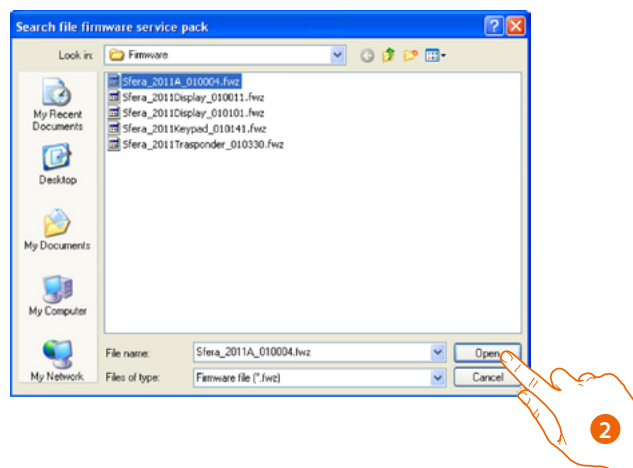 Search file firmware service pack
Look in:
Firmware
My Recent
Documents
Desktop
My Documents
My Computer
My Network
Sfera_2011A_010004.fwz
Sfera_2011Display_010011.fwz
Sfera_2011Display_010101.fwz
Sfera_2011Keypad_010141.fwz
Sfera_2011Trasponder_010330.fwz
File name:
Sfera_2011A_010004.fwz
Open
Files of type:
Firmware file (*.fwz)
Cancel
2